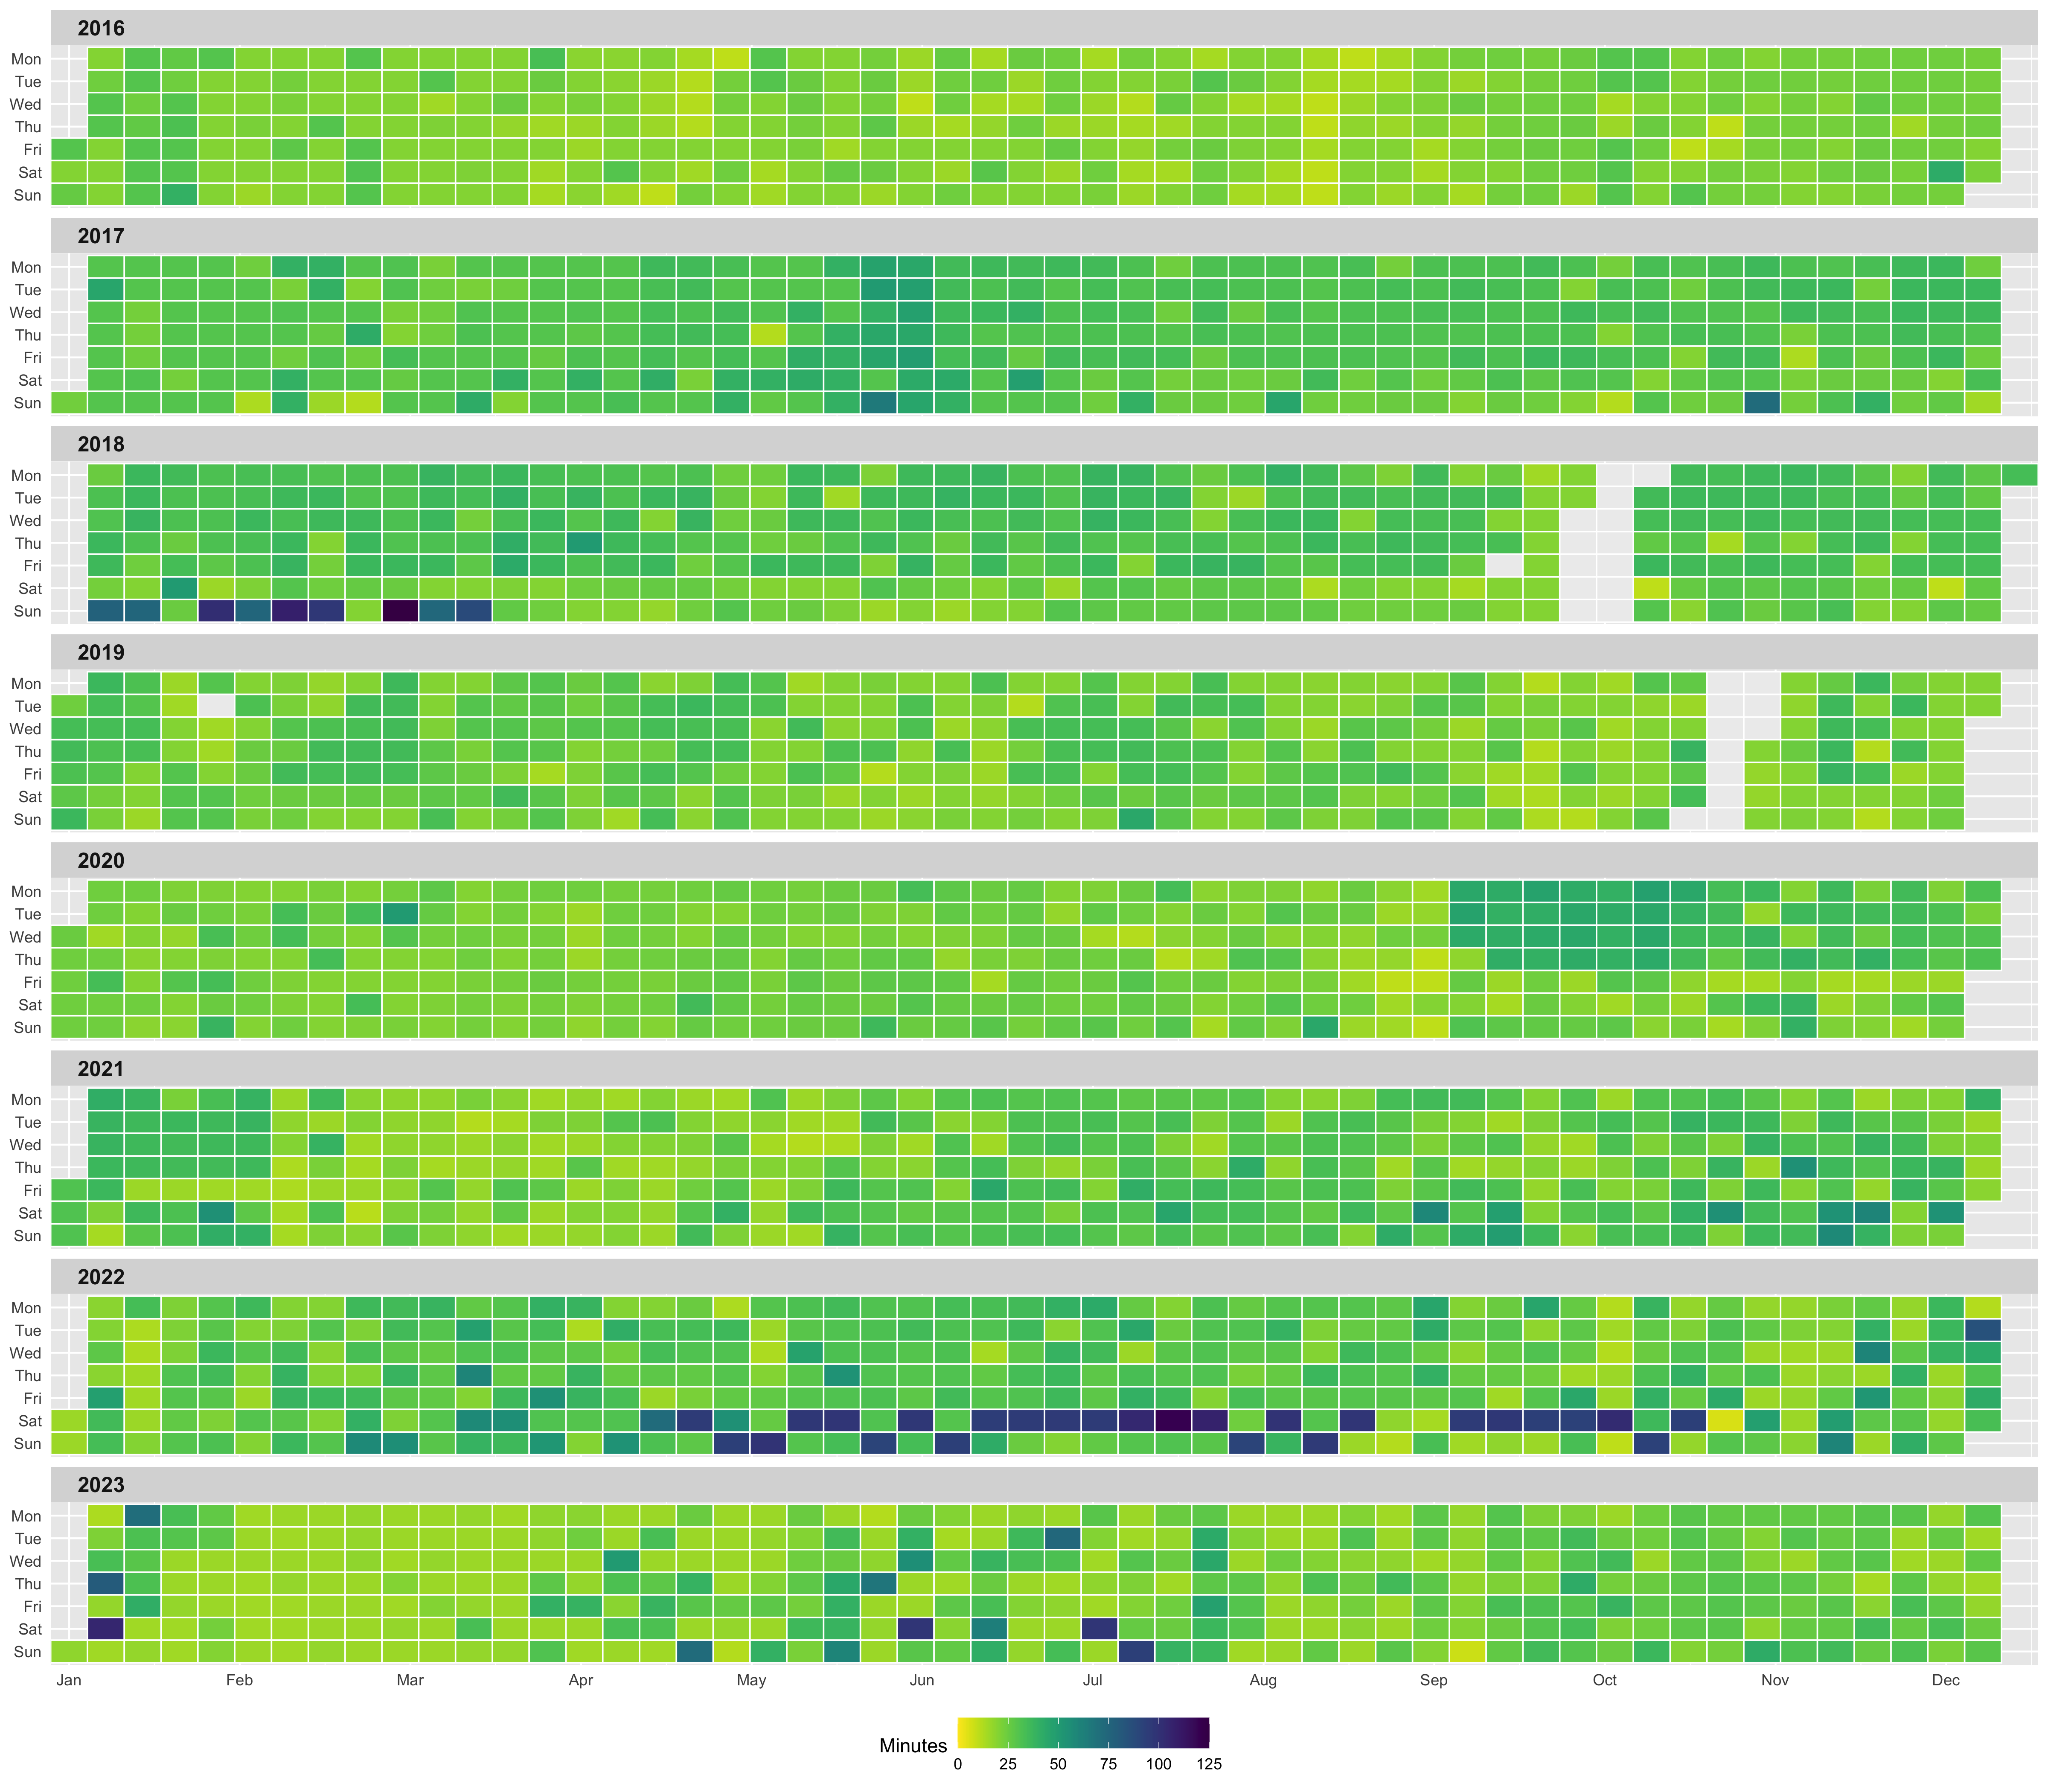 2016
Mon
Tue
Wed
Thu
Fri
Sat
Sun
2017
Mon
Tue
Wed
Thu
Fri
Sat
Sun
2018
Mon
Tue
Wed
Thu
Fri
Sat
Sun
2019
Mon
Tue
Wed
Thu
Fri
Sat
Sun
2020
Mon
Tue
Wed
Thu
Fri
Sat
Sun
2021
Mon
Tue
Wed
Thu
Fri
Sat
Sun
2022
Mon
Tue
Wed
Thu
Fri
Sat
Sun
2023
Mon
Tue
Wed
Thu
Fri
Sat
Sun
Jan Feb Mar Apr May Jun Jul Aug Sep Oct Nov Dec
Minutes
0 25 50 75 100 125